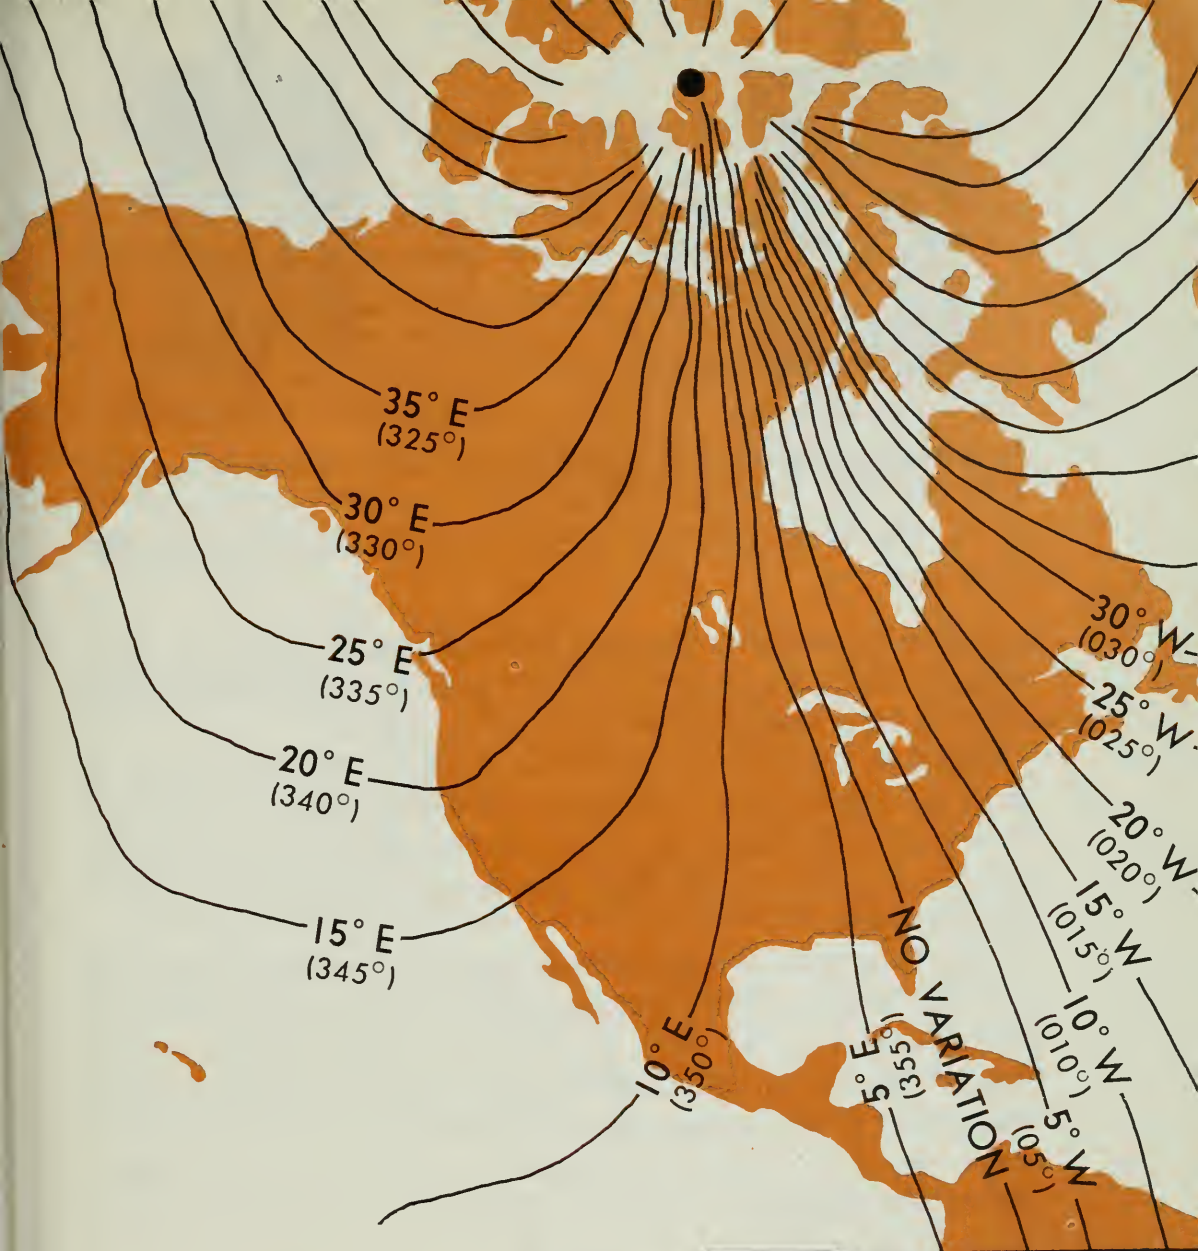 35° E
(325°)
30° E
(330°)
25° E
(335°)
20° E
(340°)
15° E
(345°)
10° E
(350°)
5° E
(355°)
NO VARIATION
5° W
(05°)
10° W
(010°)
15° W
(015°)
20° W
(020°)
25° W
(025°)
30° W
(030°)